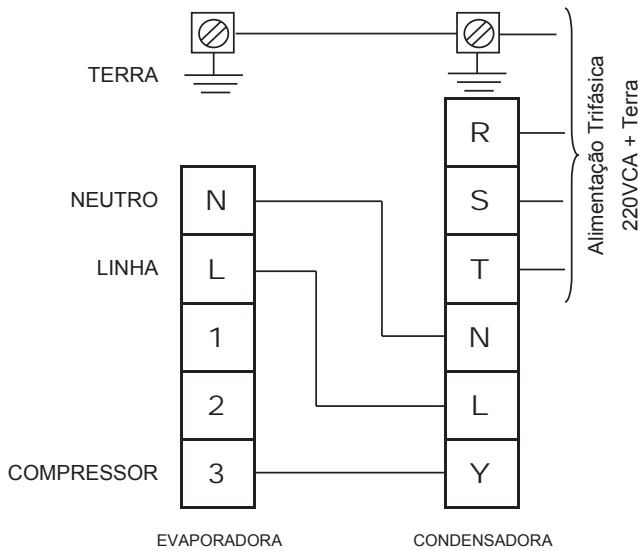 TERRA
R
NEUTRO N S
LINHA L T
1 N
2 L
COMPRESSOR 3 Y
EVAPORADORA CONDENSADORA
Alimentação Trifásica
220VCA + Terra